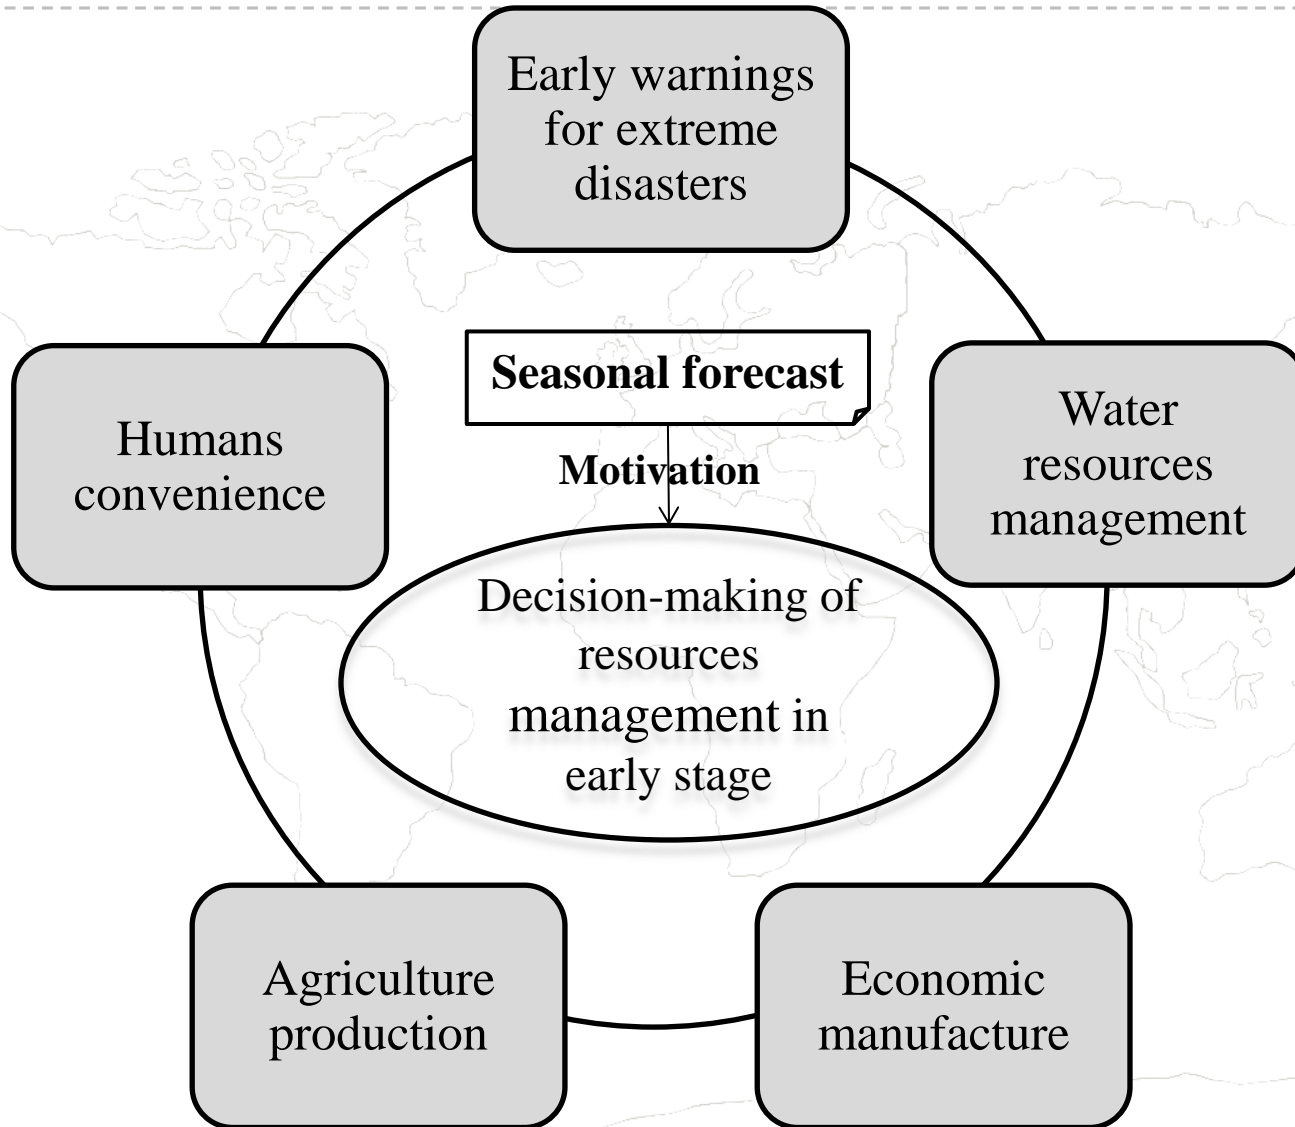 Early warnings
for extreme
disasters
Seasonal forecast
Motivation
Humans
convenience
Water
resources
management
Decision-making of
resources
management in
early stage
Agriculture
production
Economic
manufacture